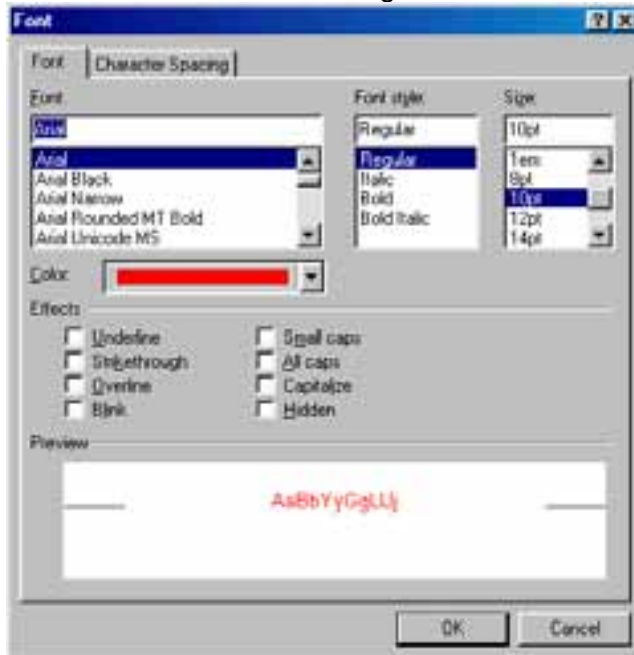 Font
Font Character Spacing
Font: Font style: Size:
Arial Regular 10pt
Arial Regular 1em
Arial Black Italic 8pt
Arial Narrow Bold 10pt
Arial Rounded MT Bold Bold Italic 12pt
Arial Unicode MS 14pt
Color:
Effects
Underline Small caps
Strikethrough All caps
Overline Capitalize
Blink Hidden
Preview
AaBbYyGgLlJj
OK Cancel